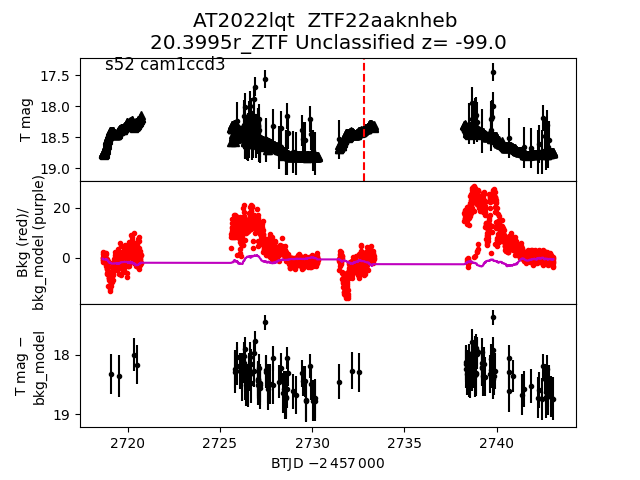 AT2022lqt ZTF22aaknheb
20.3995r_ZTF Unclassified z= -99.0
s52 cam1ccd3
17.5
18.0
18.5
19.0
T mag
20
0
Bkg (red)/
bkg_model (purple)
18
19
T mag −
bkg_model
2720
2725
2730
2735
2740
BTJD −2 457 000